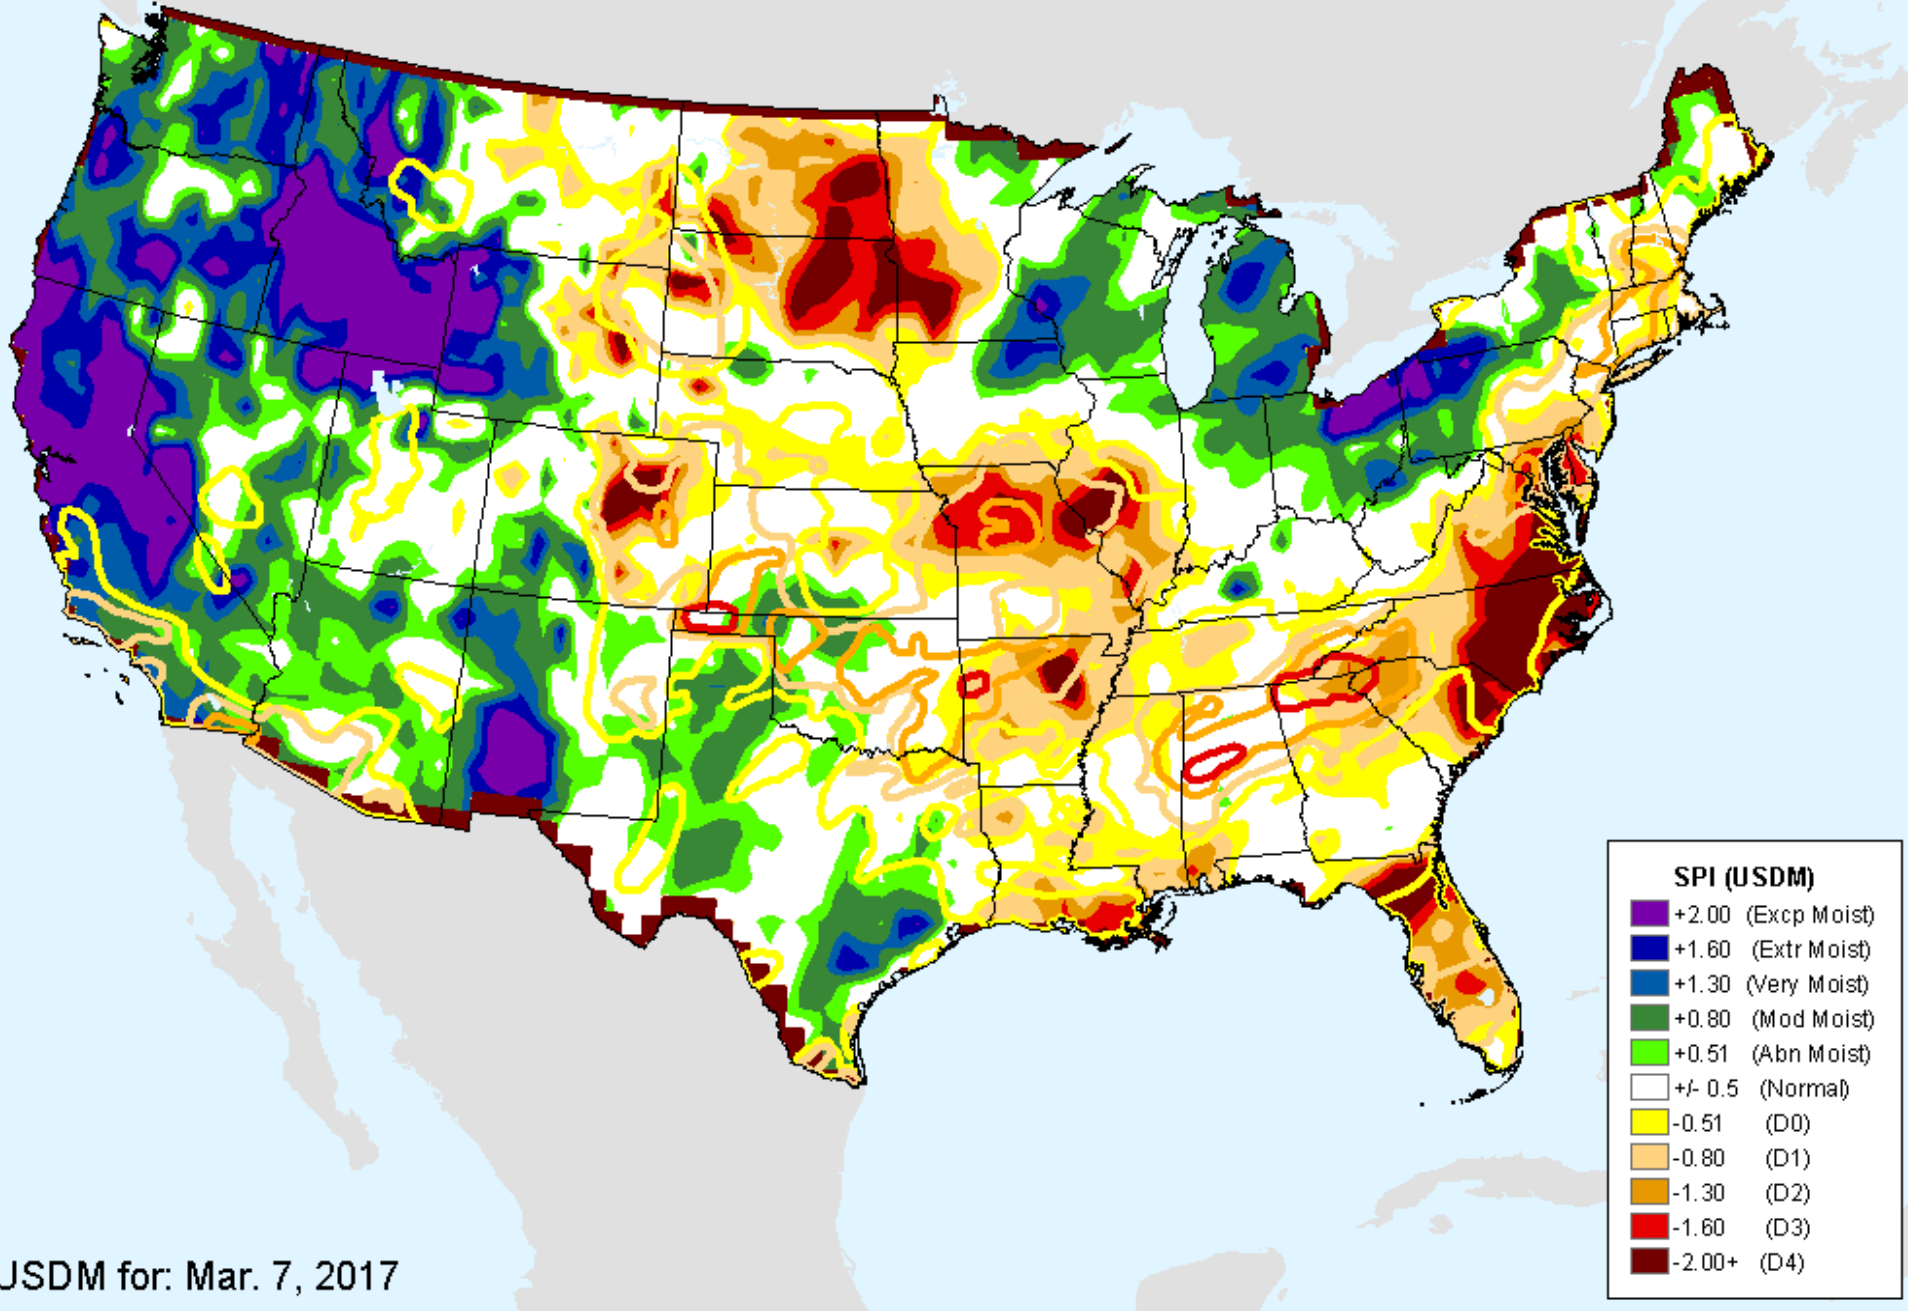 SPI (USDM)
+2.00 (Excp Moist)
+1.60 (Extr Moist)
+1.30 (Very Moist)
+0.80 (Mod Moist)
+0.51 (Abn Moist)
+/- 0.5 (Normal)
-0.51 (D0)
-0.80 (D1)
-1.30 (D2)
-1.60 (D3)
-2.00+ (D4)
USDM for: Mar. 7, 2017